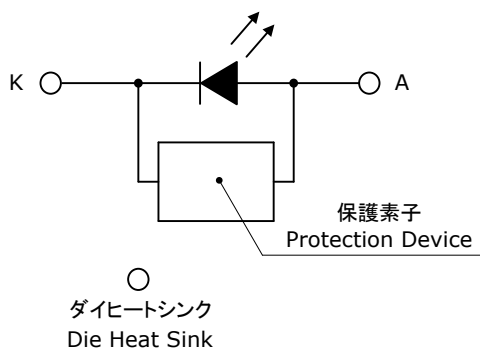 K
A
保護素子
Protection Device
ダイヒートシンク
Die Heat Sink